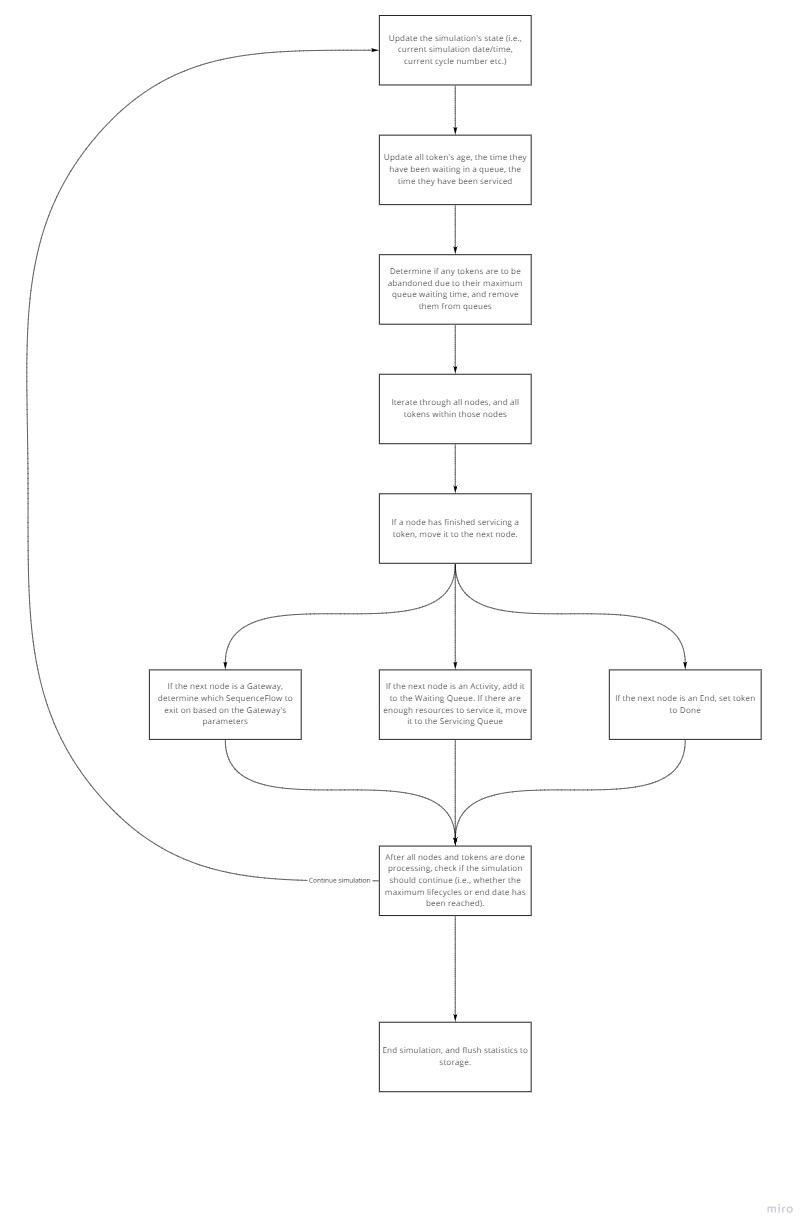 Update the simulation's state (i.e.,
current simulation date/time,
current cycle number etc.)
Update all token's age, the time they
have been waiting in a queue, the
time they have been serviced
Determine if any tokens are to be
abandoned due to their maximum
queue waiting time, and remove
them from queues
Iterate through all nodes, and all
tokens within those nodes
If a node has finished servicing a
token, move it to the next node.
If the next node is a Gateway,
determine which SequenceFlow to
exit on based on the Gateway's
parameters
If the next node is an Activity, add it
to the Waiting Queue. If there are
enough resources to service it, move
it to the Servicing Queue
If the next node is an End, set token
to Done
After all nodes and tokens are done
processing, check if the simulation
should continue (i.e., whether the
maximum lifecycles or end date has
been reached).
Continue simulation
End simulation, and flush statistics to
storage.
miro